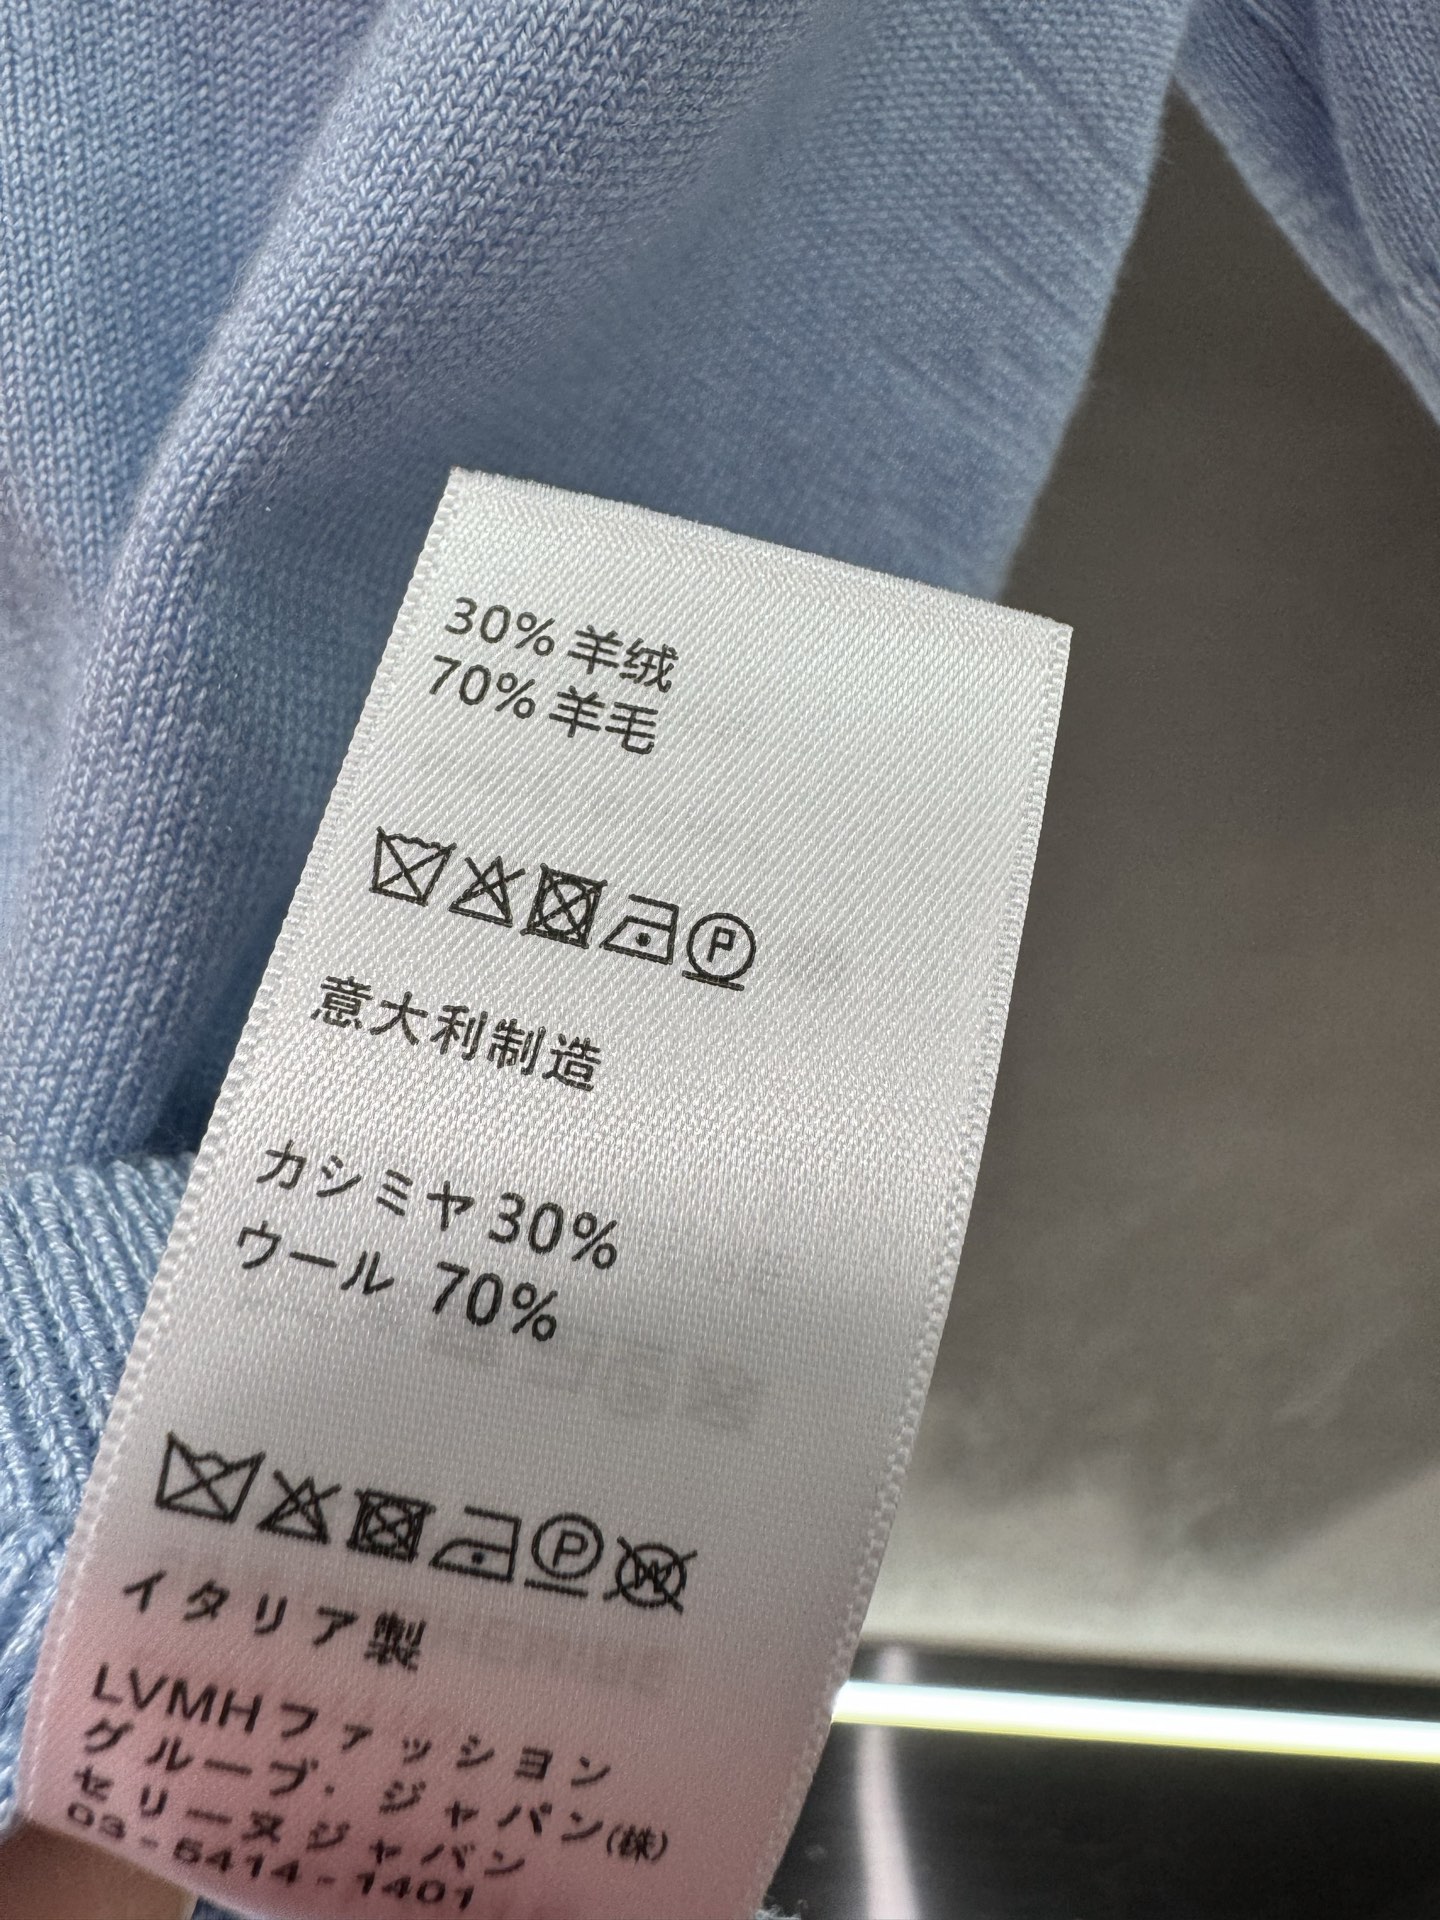 30% 羊绒
70% 羊毛
P
意大利制造
カシミヤ 30%
ウール 70%
P W
イタリア製
LVMHファッション
グループ・ジャパン(株)
セリーヌジャパン
03-5414-1401